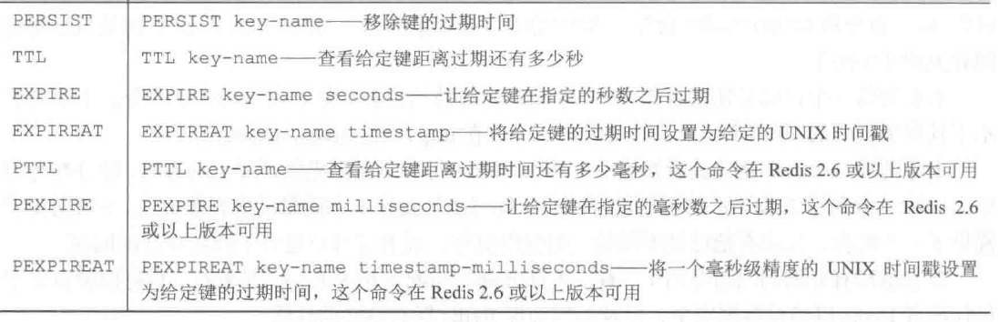 PERSIST PERSIST key-name——移除键的过期时间
TTL TTL key-name——查看给定键距离过期还有多少秒
EXPIRE EXPIRE key-name seconds——让给定键在指定的秒数之后过期
EXPIREAT EXPIREAT key-name timestamp——将给定键的过期时间设置为给定的 UNIX 时间戳
PTTL PTTL key-name——查看给定键距离过期时间还有多少毫秒，这个命令在 Redis 2.6 或以上版本可用
PEXPIRE PEXPIRE key-name milliseconds——让给定键在指定的毫秒数之后过期，这个命令在 Redis 2.6
或以上版本可用
PEXPIREAT PEXPIREAT key-name timestamp-milliseconds——将一个毫秒级精度的 UNIX 时间戳设置
为给定键的过期时间，这个命令在 Redis 2.6 或以上版本可用